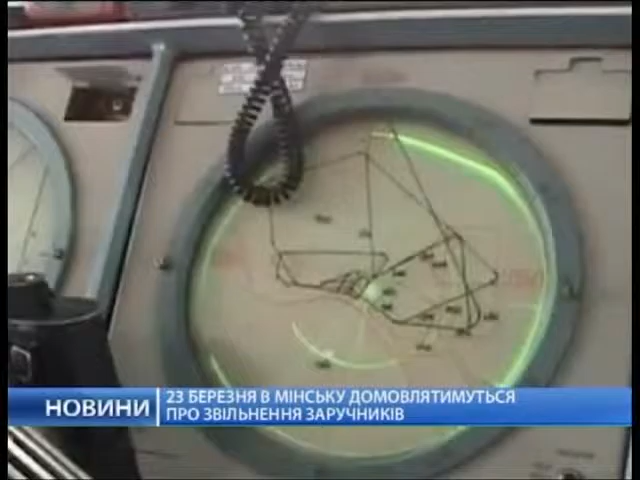 НОВИНИ
23 БЕРЕЗНЯ В МІНСЬКУ ДОМОВЛЯТИМУТЬСЯ
ПРО ЗВІЛЬНЕННЯ ЗАРУЧНИКІВ